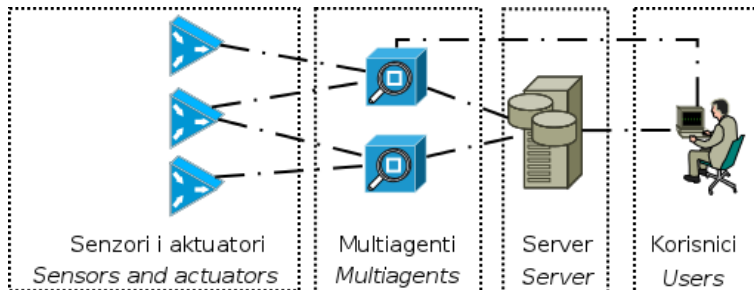 Senzori i aktuatori
Sensors and actuators
Multiagenti
Multiagents
Server
Server
Korisnici
Users